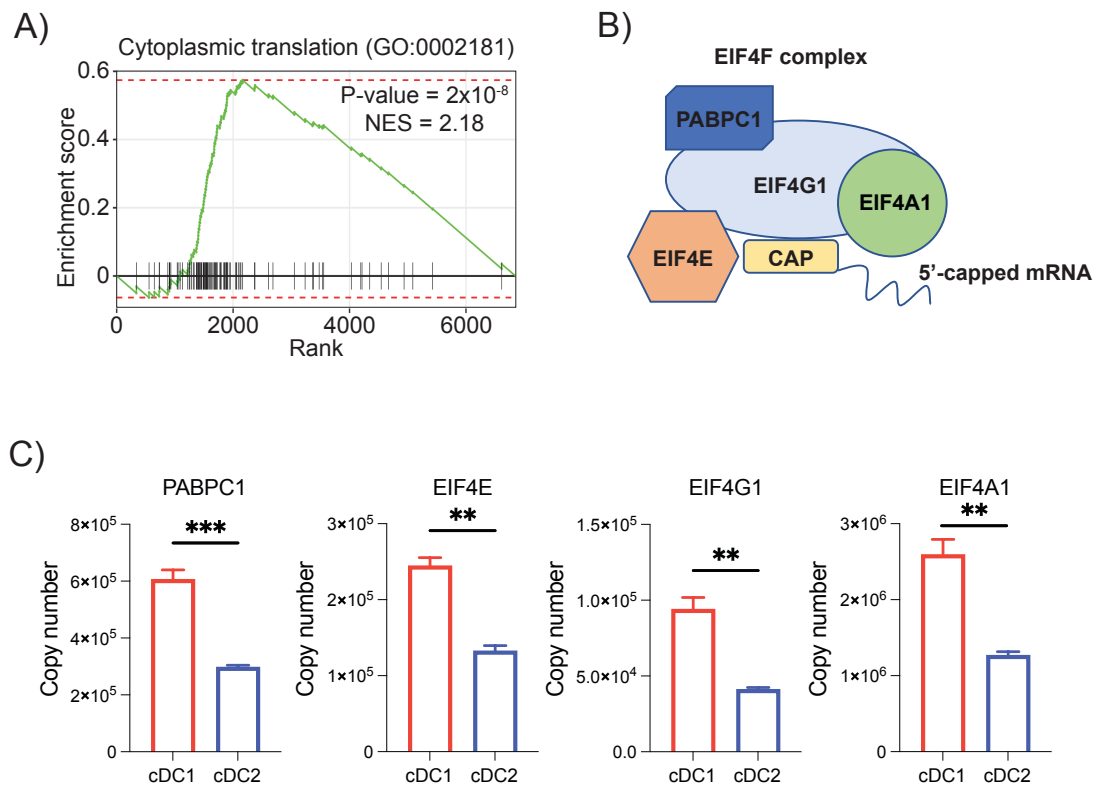 A)
Cytoplasmic translation (GO:0002181)
P-value = 2x10⁻⁸
NES = 2.18
Enrichment score
0.6
0.4
0.2
0
0
2000
4000
6000
Rank
B)
EIF4F complex
PABPC1
EIF4G1
EIF4A1
EIF4E
CAP
5'-capped mRNA
C)
PABPC1
***
Copy number
8×10⁵
6×10⁵
4×10⁵
2×10⁵
0
cDC1
cDC2
EIF4E
**
Copy number
3×10⁵
2×10⁵
1×10⁵
0
cDC1
cDC2
EIF4G1
**
Copy number
1.5×10⁵
1.0×10⁵
5.0×10⁴
0.0
cDC1
cDC2
EIF4A1
**
Copy number
3×10⁶
2×10⁶
1×10⁶
0
cDC1
cDC2